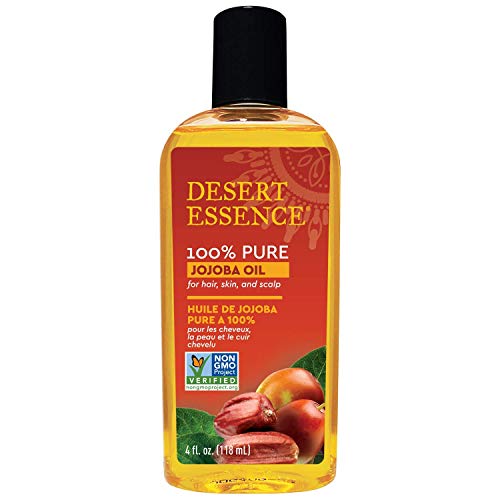 DESERT
ESSENCE®
100% PURE
JOJOBA OIL
for hair, skin, and scalp
HUILE DE JOJOBA
PURE A 100%
pour les cheveux,
la peau et le cuir
chevelu
NON
GMO
Project
VERIFIED
nongmoproject.org
4 fl. oz. (118 mL)